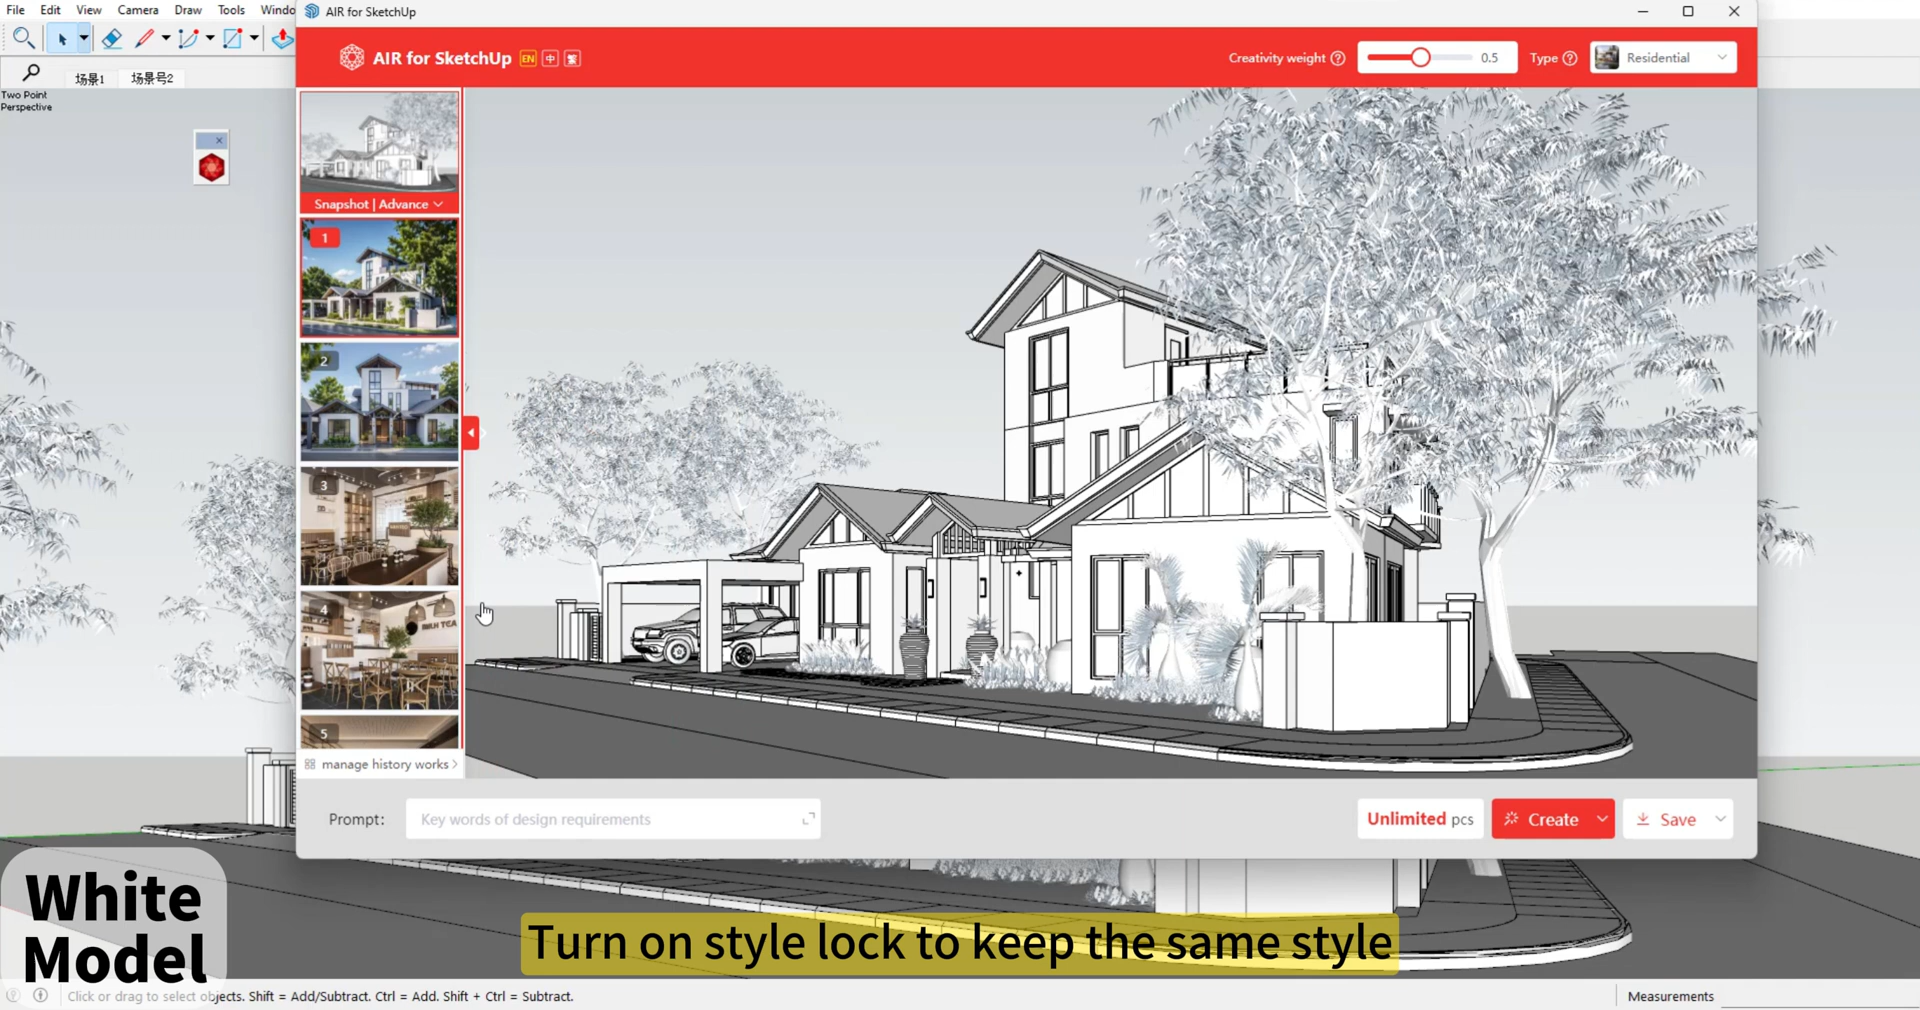 File Edit View Camera Draw Tools Windo
AIR for SketchUp
AIR for SketchUp EN 中 繁
Creativity weight ? 0.5 Type ? Residential
场景1 场景号2
Two Point
Perspective
Snapshot | Advance
1
2
3
4
5
manage history works
Prompt: Key words of design requirements
Unlimited pcs Create Save
White
Model
Turn on style lock to keep the same style
Click or drag to select objects. Shift = Add/Subtract. Ctrl = Add. Shift + Ctrl = Subtract.
Measurements